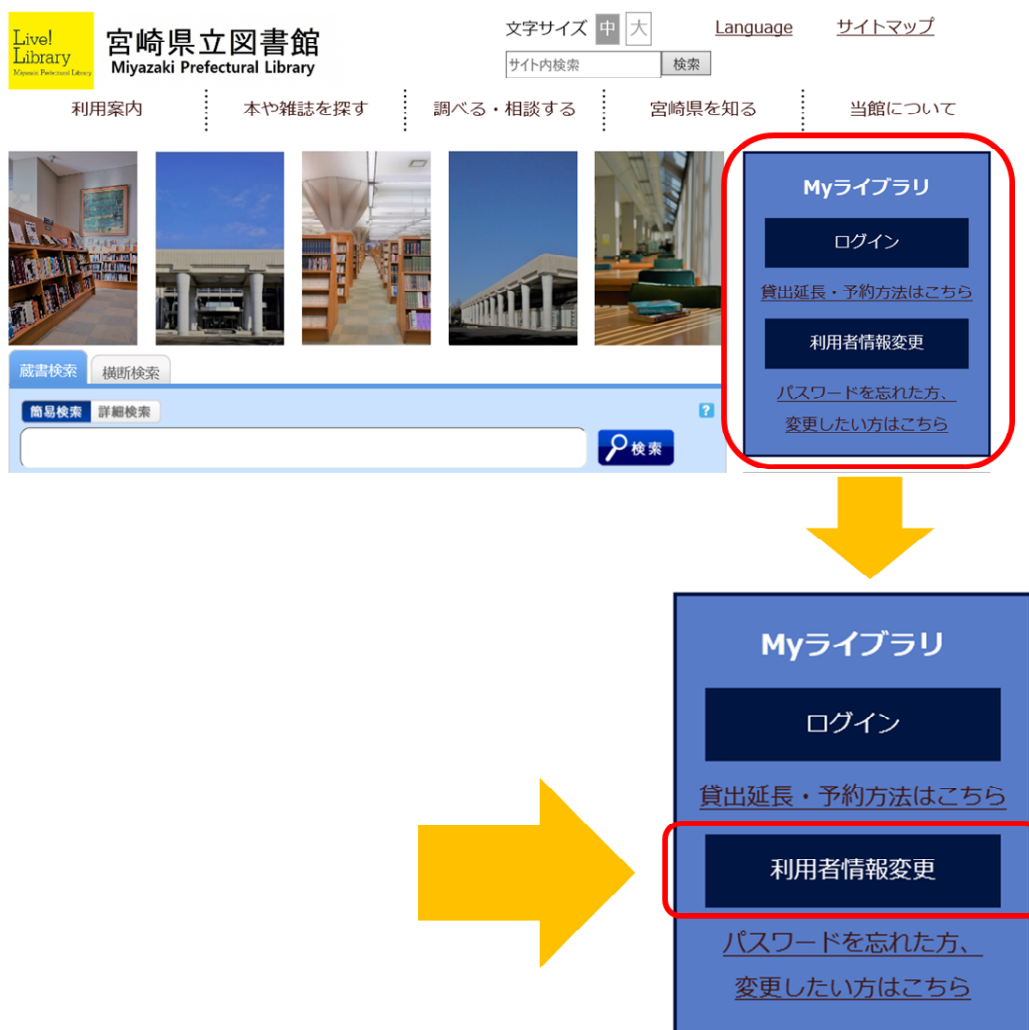 Live!
Library
Miyazaki Prefectural Library
宮崎県立図書館
Miyazaki Prefectural Library
文字サイズ 中 大
Language
サイトマップ
サイト内検索 検索
利用案内
本や雑誌を探す
調べる・相談する
宮崎県を知る
当館について
Myライブラリ
ログイン
貸出延長・予約方法はこちら
利用者情報変更
パスワードを忘れた方、
変更したい方はこちら
蔵書検索 横断検索
簡易検索 詳細検索 ?
検索
Myライブラリ
ログイン
貸出延長・予約方法はこちら
利用者情報変更
パスワードを忘れた方、
変更したい方はこちら